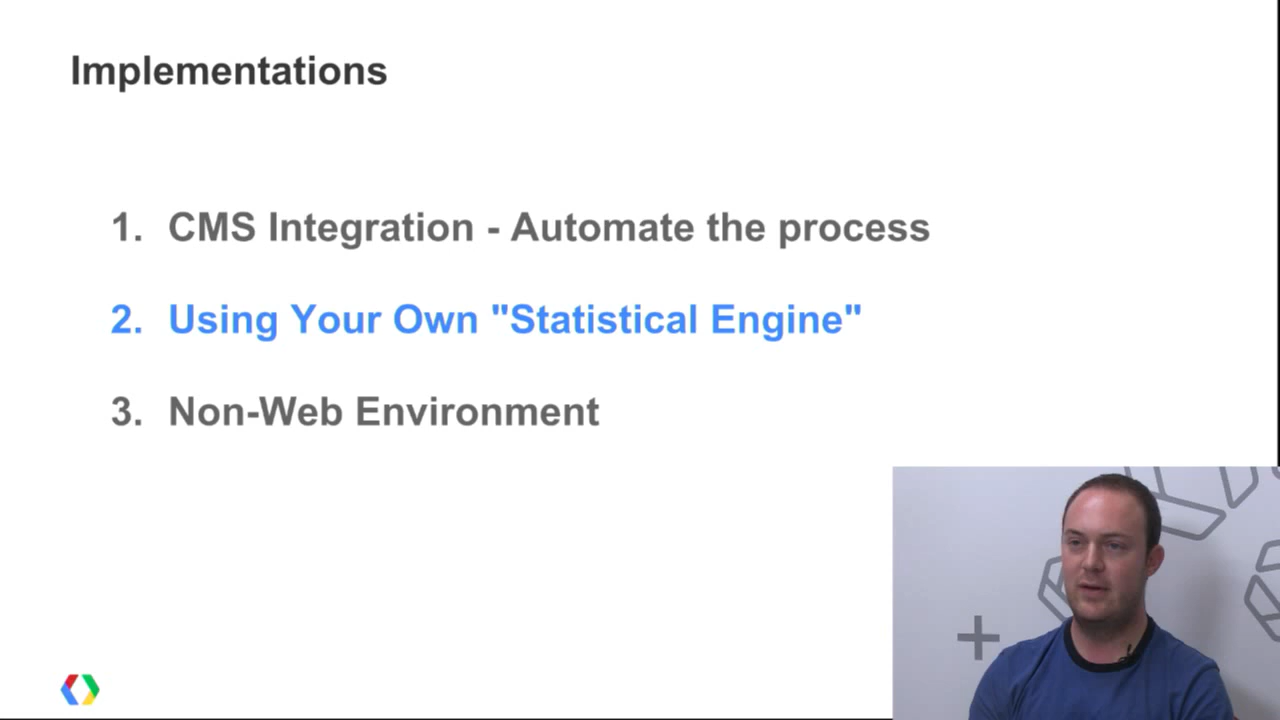 Implementations
1. CMS Integration - Automate the process
2. Using Your Own "Statistical Engine"
3. Non-Web Environment